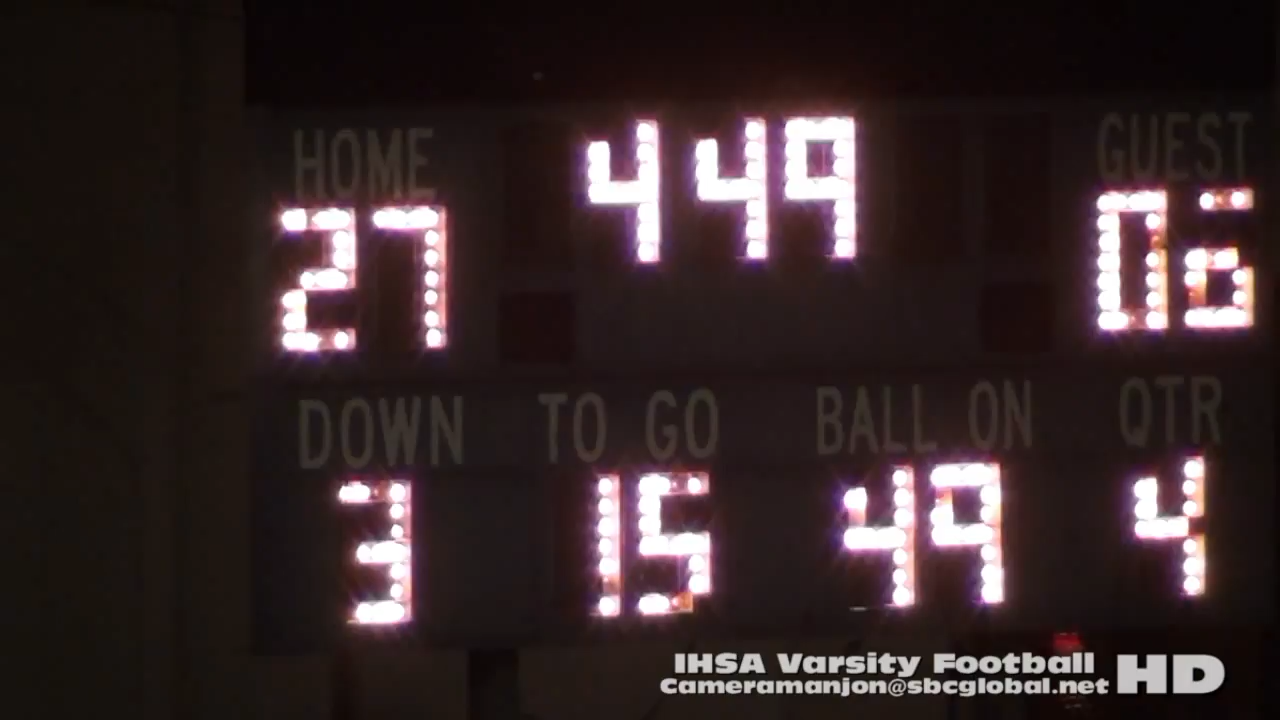 HOME 4 49 GUEST
27 06
DOWN TO GO BALL ON QTR
3 15 49 4
IHSA Varsity Football HD
Cameramanjon@sbcglobal.net